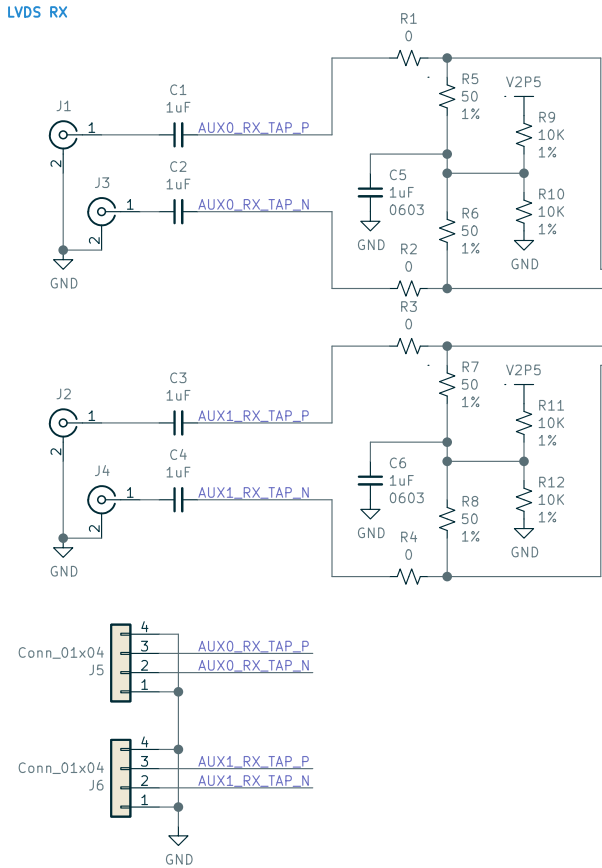 LVDS RX
R1
0
R5
50
1%
V2P5
R9
10K
1%
J1
1
2
C1
1uF
AUX0_RX_TAP_P
C2
1uF
J3
1
2
AUX0_RX_TAP_N
C5
1uF
0603
GND
R6
50
1%
R10
10K
1%
GND
R2
0
GND
R3
0
R7
50
1%
V2P5
R11
10K
1%
J2
1
2
C3
1uF
AUX1_RX_TAP_P
C4
1uF
J4
1
2
AUX1_RX_TAP_N
C6
1uF
0603
GND
R8
50
1%
R12
10K
1%
GND
R4
0
GND
4
Conn_01x04
3
AUX0_RX_TAP_P
J5
2
AUX0_RX_TAP_N
1
4
Conn_01x04
3
AUX1_RX_TAP_P
J6
2
AUX1_RX_TAP_N
1
GND